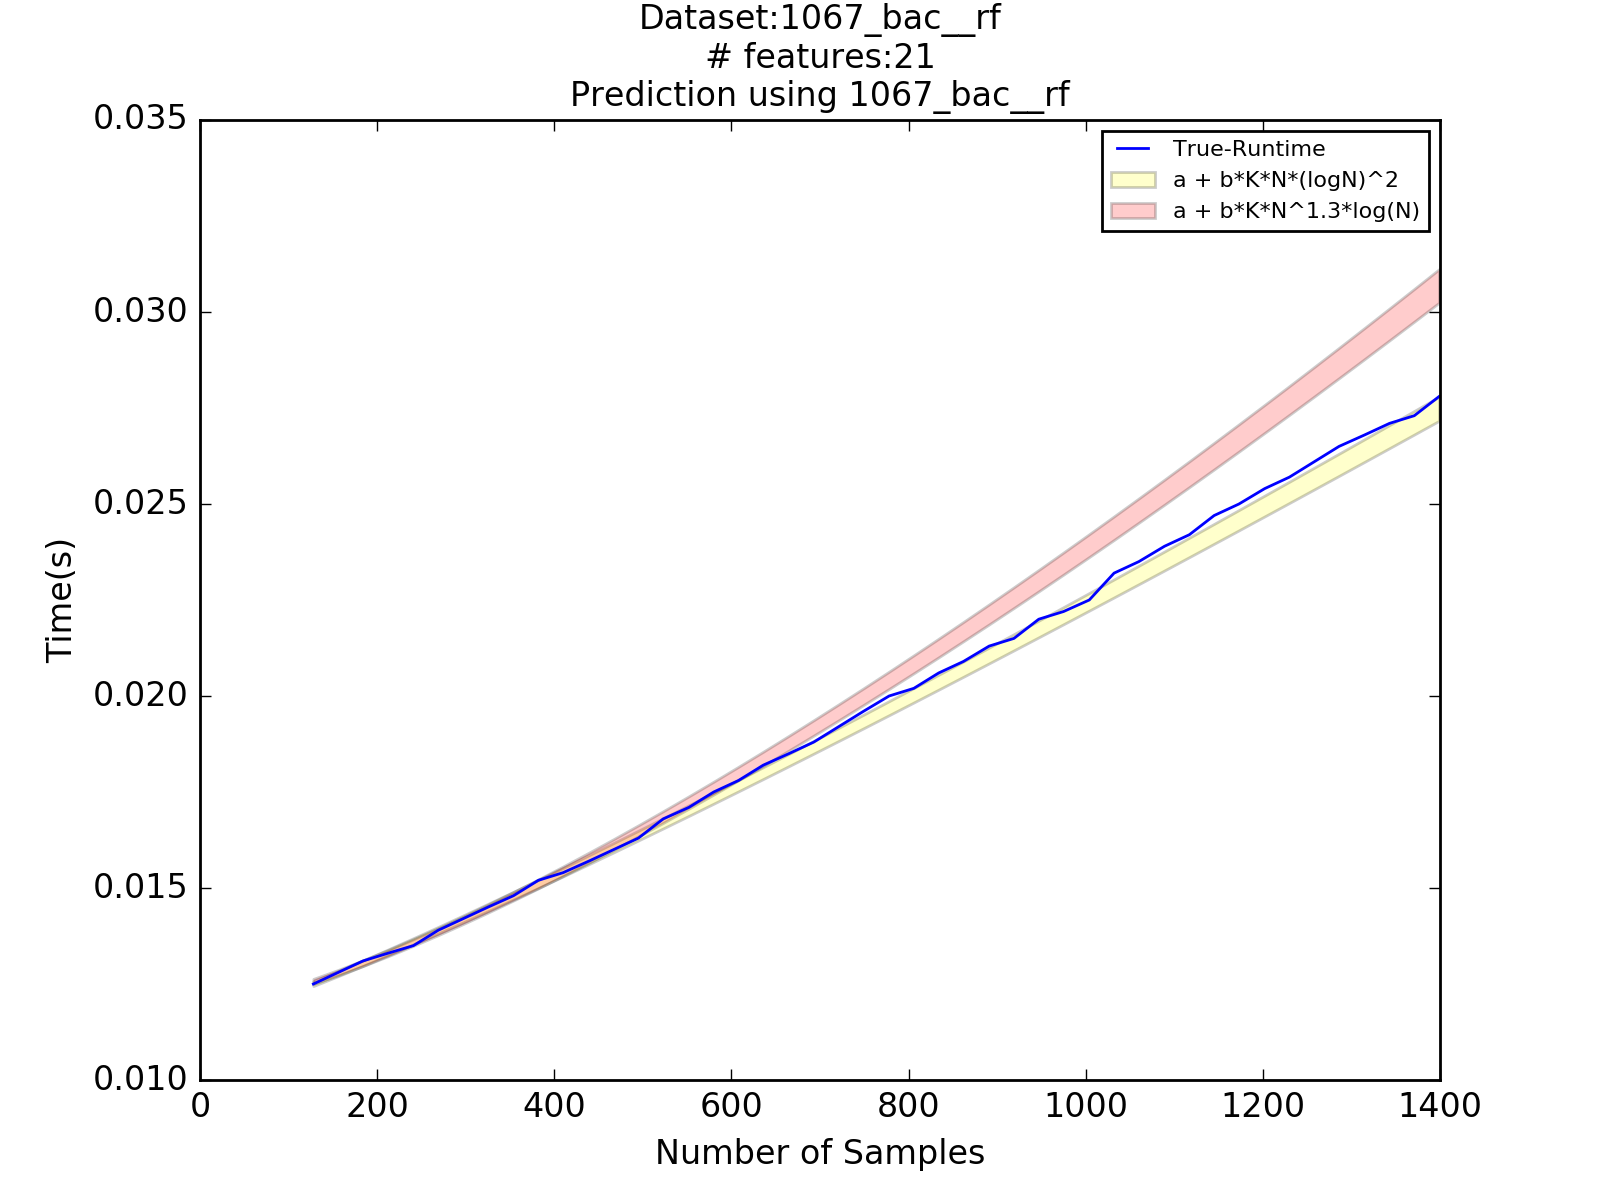 Dataset:1067_bac__rf
# features:21
Prediction using 1067_bac__rf
0.035
0.030
0.025
0.020
0.015
0.010
Time(s)
True-Runtime
a + b*K*N*(logN)^2
a + b*K*N^1.3*log(N)
0 200 400 600 800 1000 1200 1400
Number of Samples